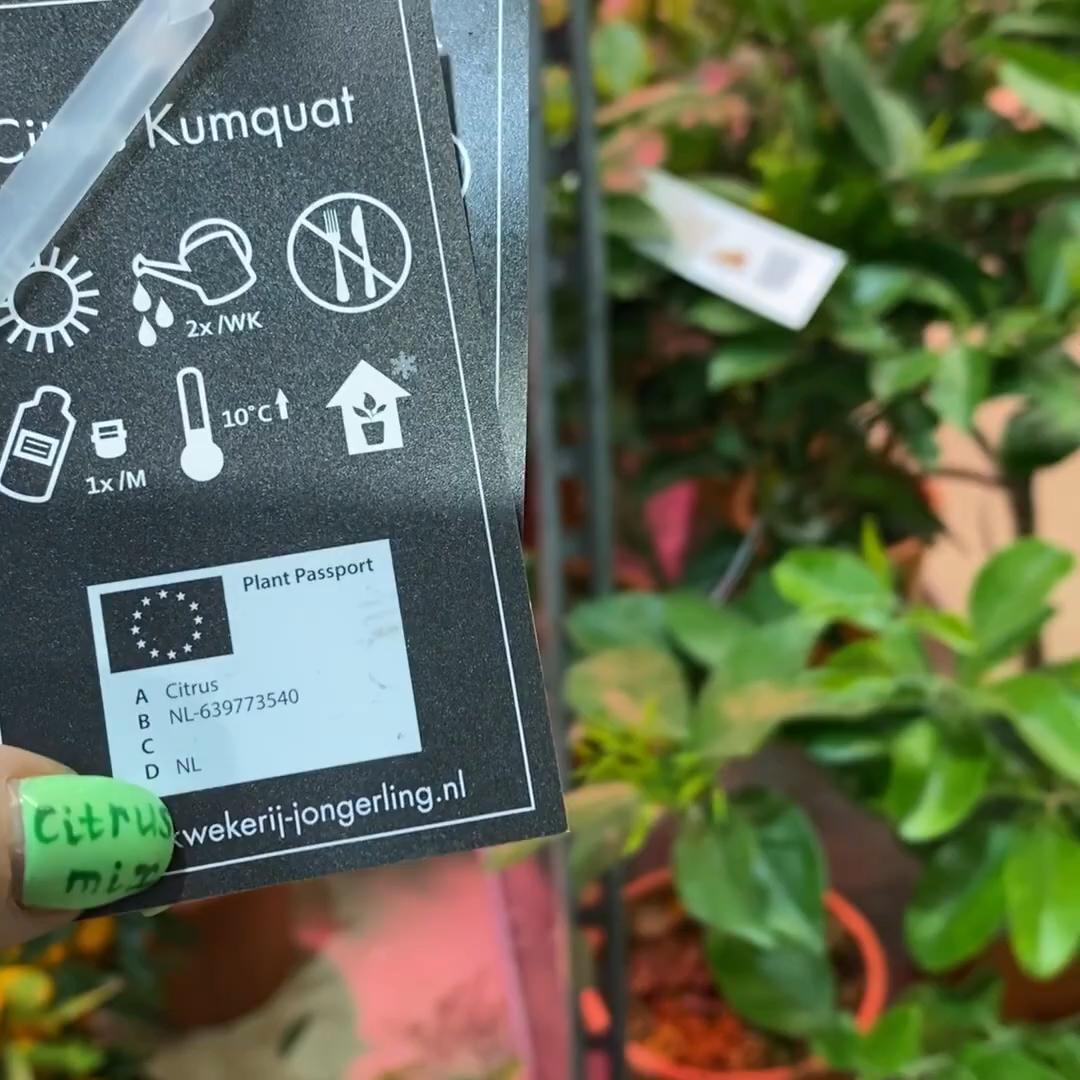 Kumquat
2x /WK
1x /M
10°C
Plant Passport
A Citrus
B NL-639773540
C
D NL
kwekerij-jongerling.nl
citrus
mix